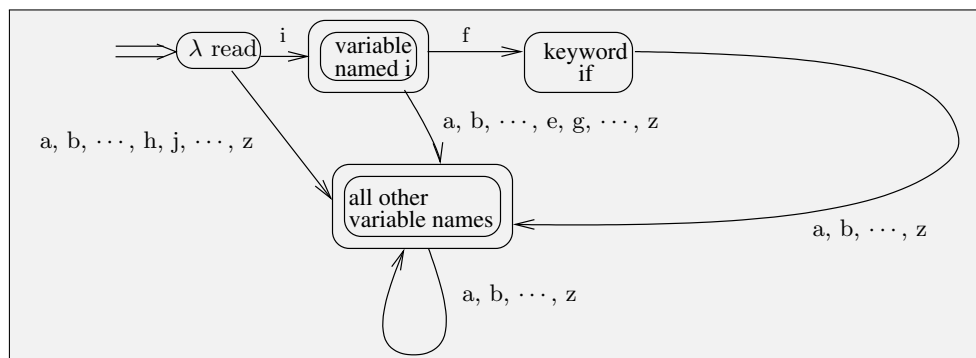 λ read
i
variable
named i
f
keyword
if
a, b, ···, h, j, ···, z
a, b, ···, e, g, ···, z
all other
variable names
a, b, ···, z
a, b, ···, z